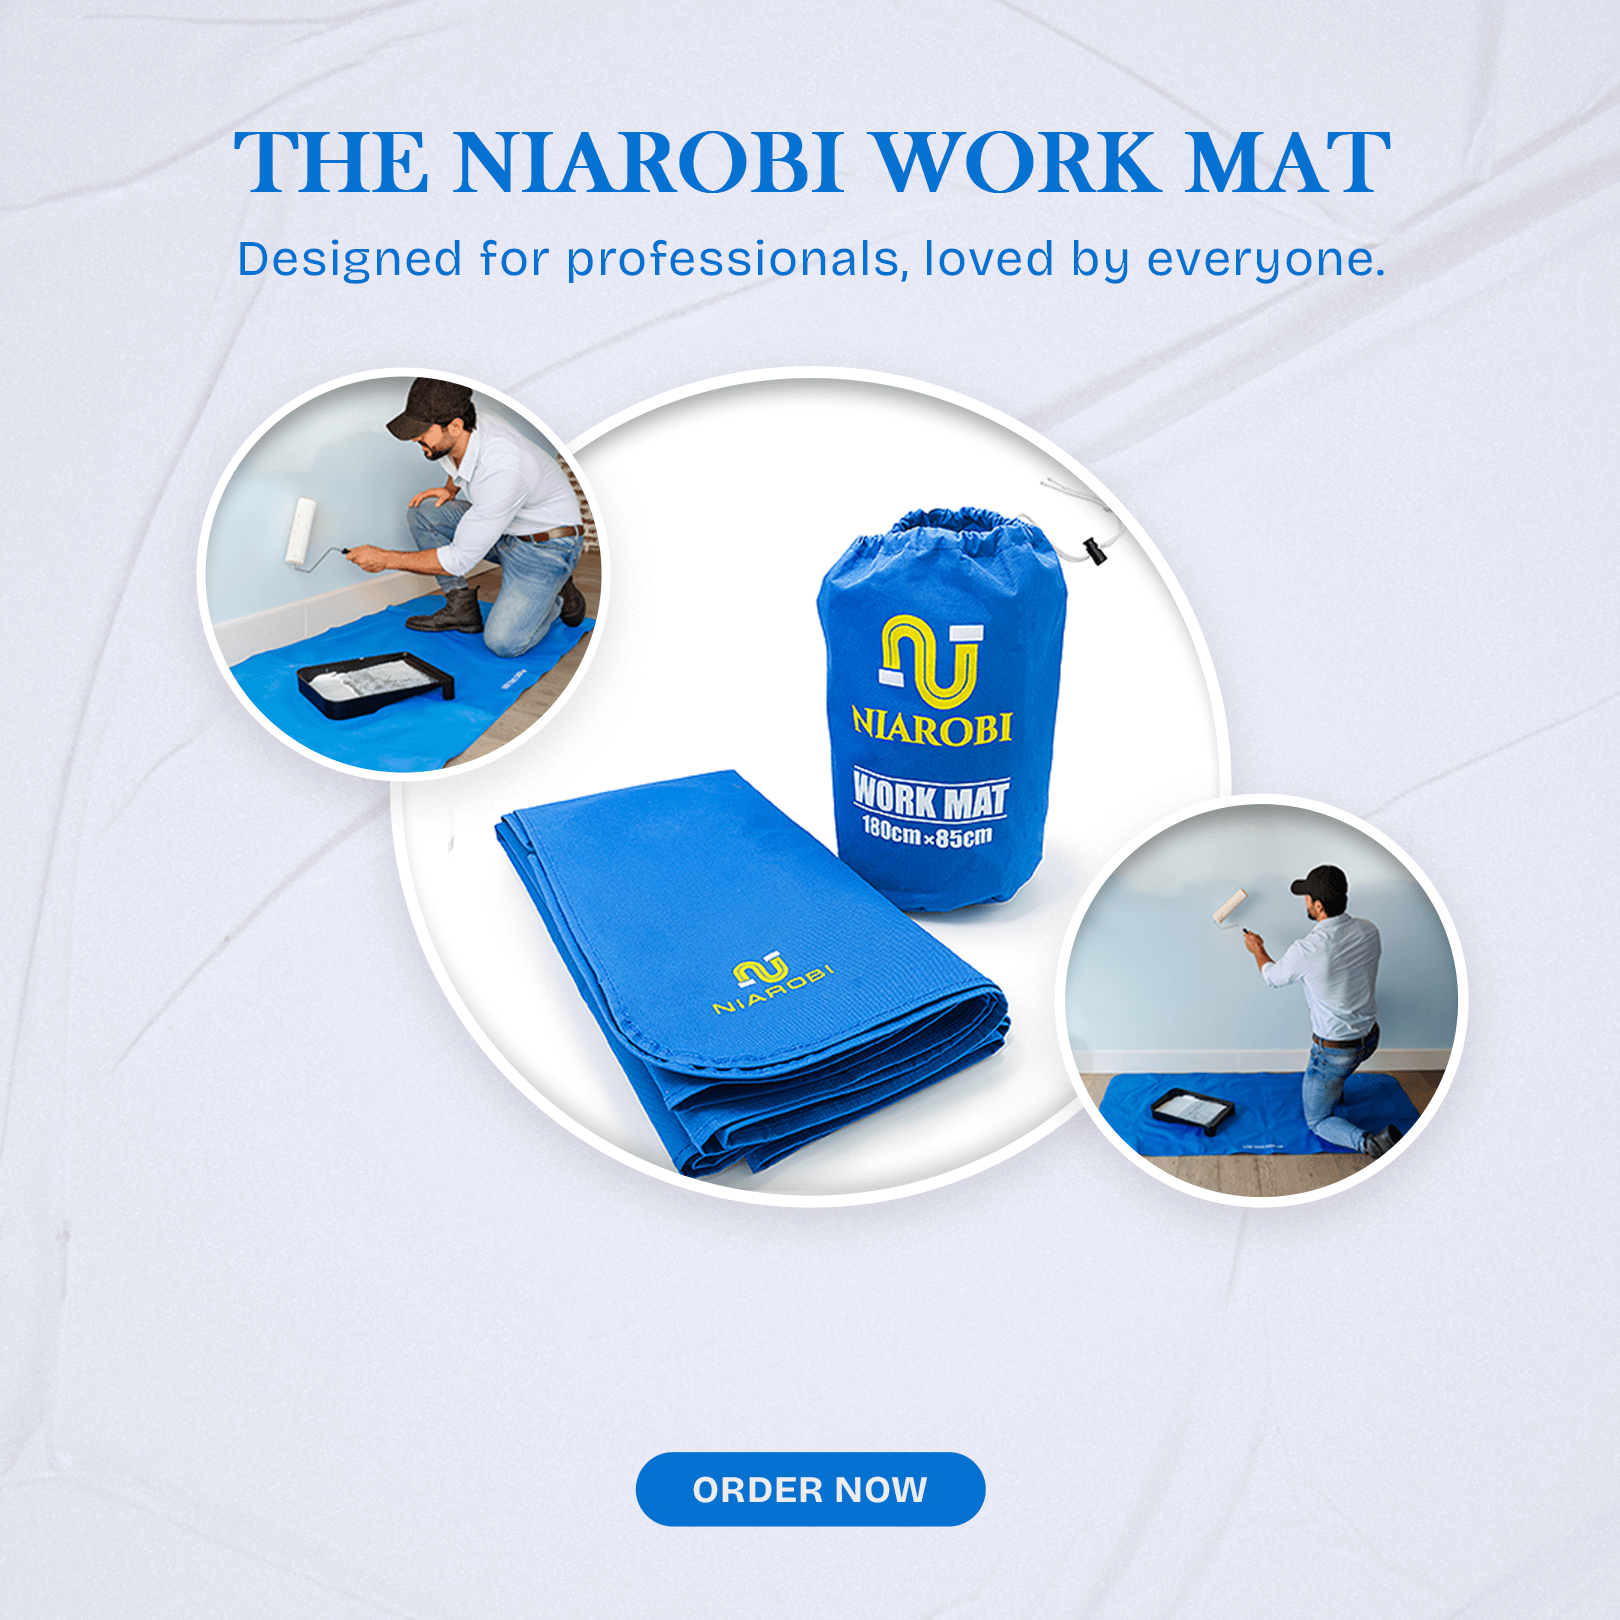 THE NIAROBI WORK MAT
Designed for professionals, loved by everyone.
NIAROBI
WORK MAT
180cm×85cm
NIAROBI
ORDER NOW